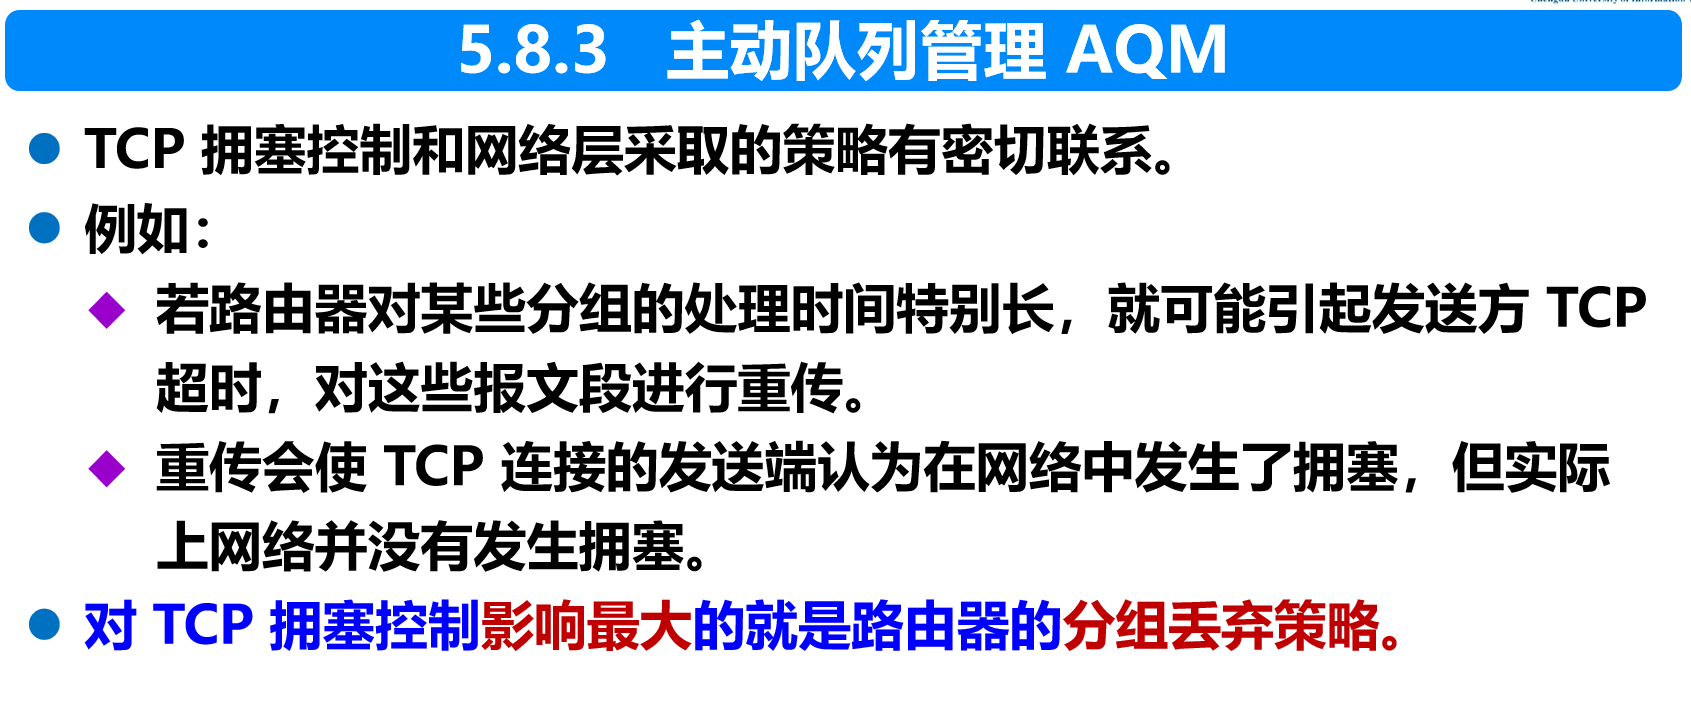 5.8.3 主动队列管理 AQM
TCP 拥塞控制和网络层采取的策略有密切联系。
例如：
若路由器对某些分组的处理时间特别长，就可能引起发送方 TCP
超时，对这些报文段进行重传。
重传会使 TCP 连接的发送端认为在网络中发生了拥塞，但实际
上网络并没有发生拥塞。
对 TCP 拥塞控制影响最大的就是路由器的分组丢弃策略。